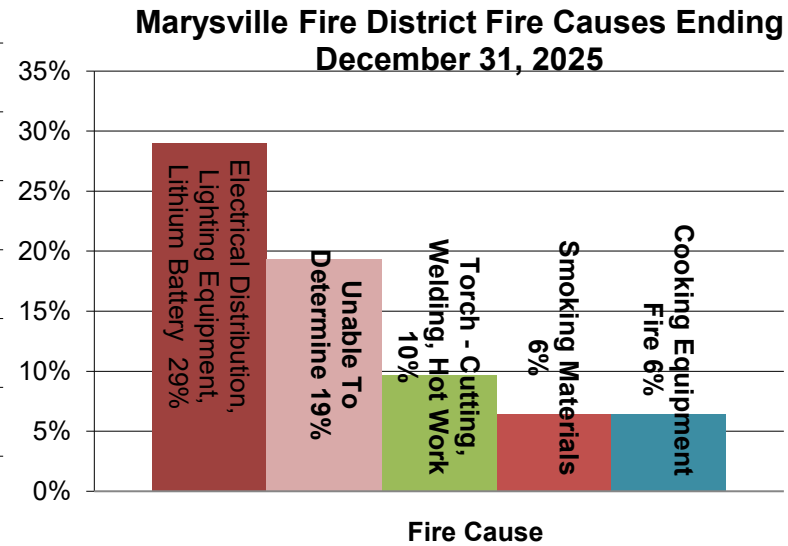 Marysville Fire District Fire Causes Ending
December 31, 2025
35%
30%
25%
20%
15%
10%
5%
0%
Electrical Distribution,
Lighting Equipment,
Lithium Battery 29%
Unable To
Determine 19%
Torch - Cutting,
Welding, Hot Work
10%
Smoking Materials
6%
Cooking Equipment
Fire 6%
Fire Cause